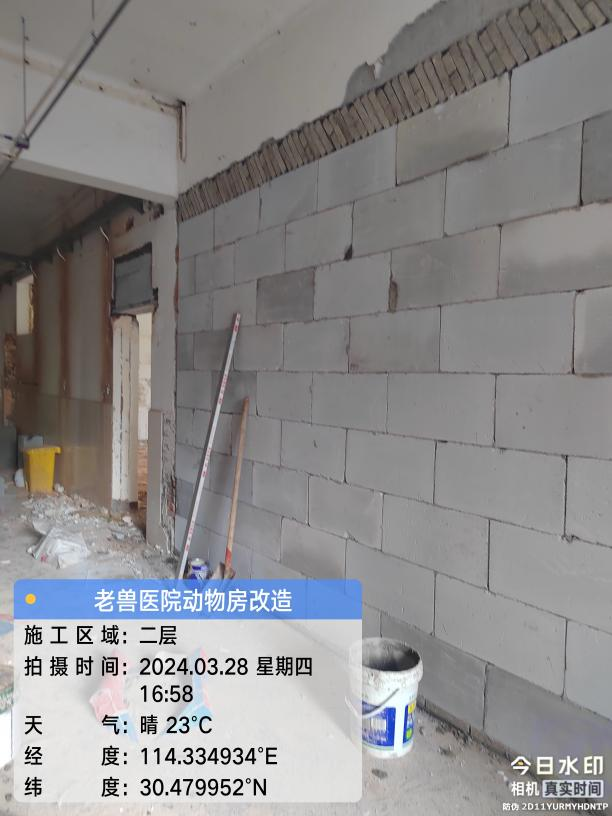 老兽医院动物房改造
施工区域：二层
拍摄时间：2024.03.28 星期四
16:58
天气：晴 23℃
经度：114.334934°E
纬度：30.479952°N
今日水印
相机 真实时间
防伪 2D11YURMYHDNTP